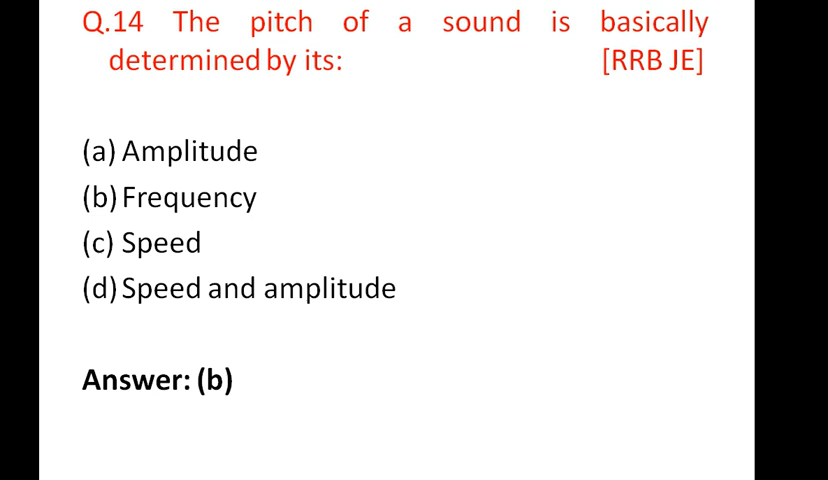 Q.14 The pitch of a sound is basically
determined by its: [RRB JE]
(a) Amplitude
(b) Frequency
(c) Speed
(d) Speed and amplitude
Answer: (b)